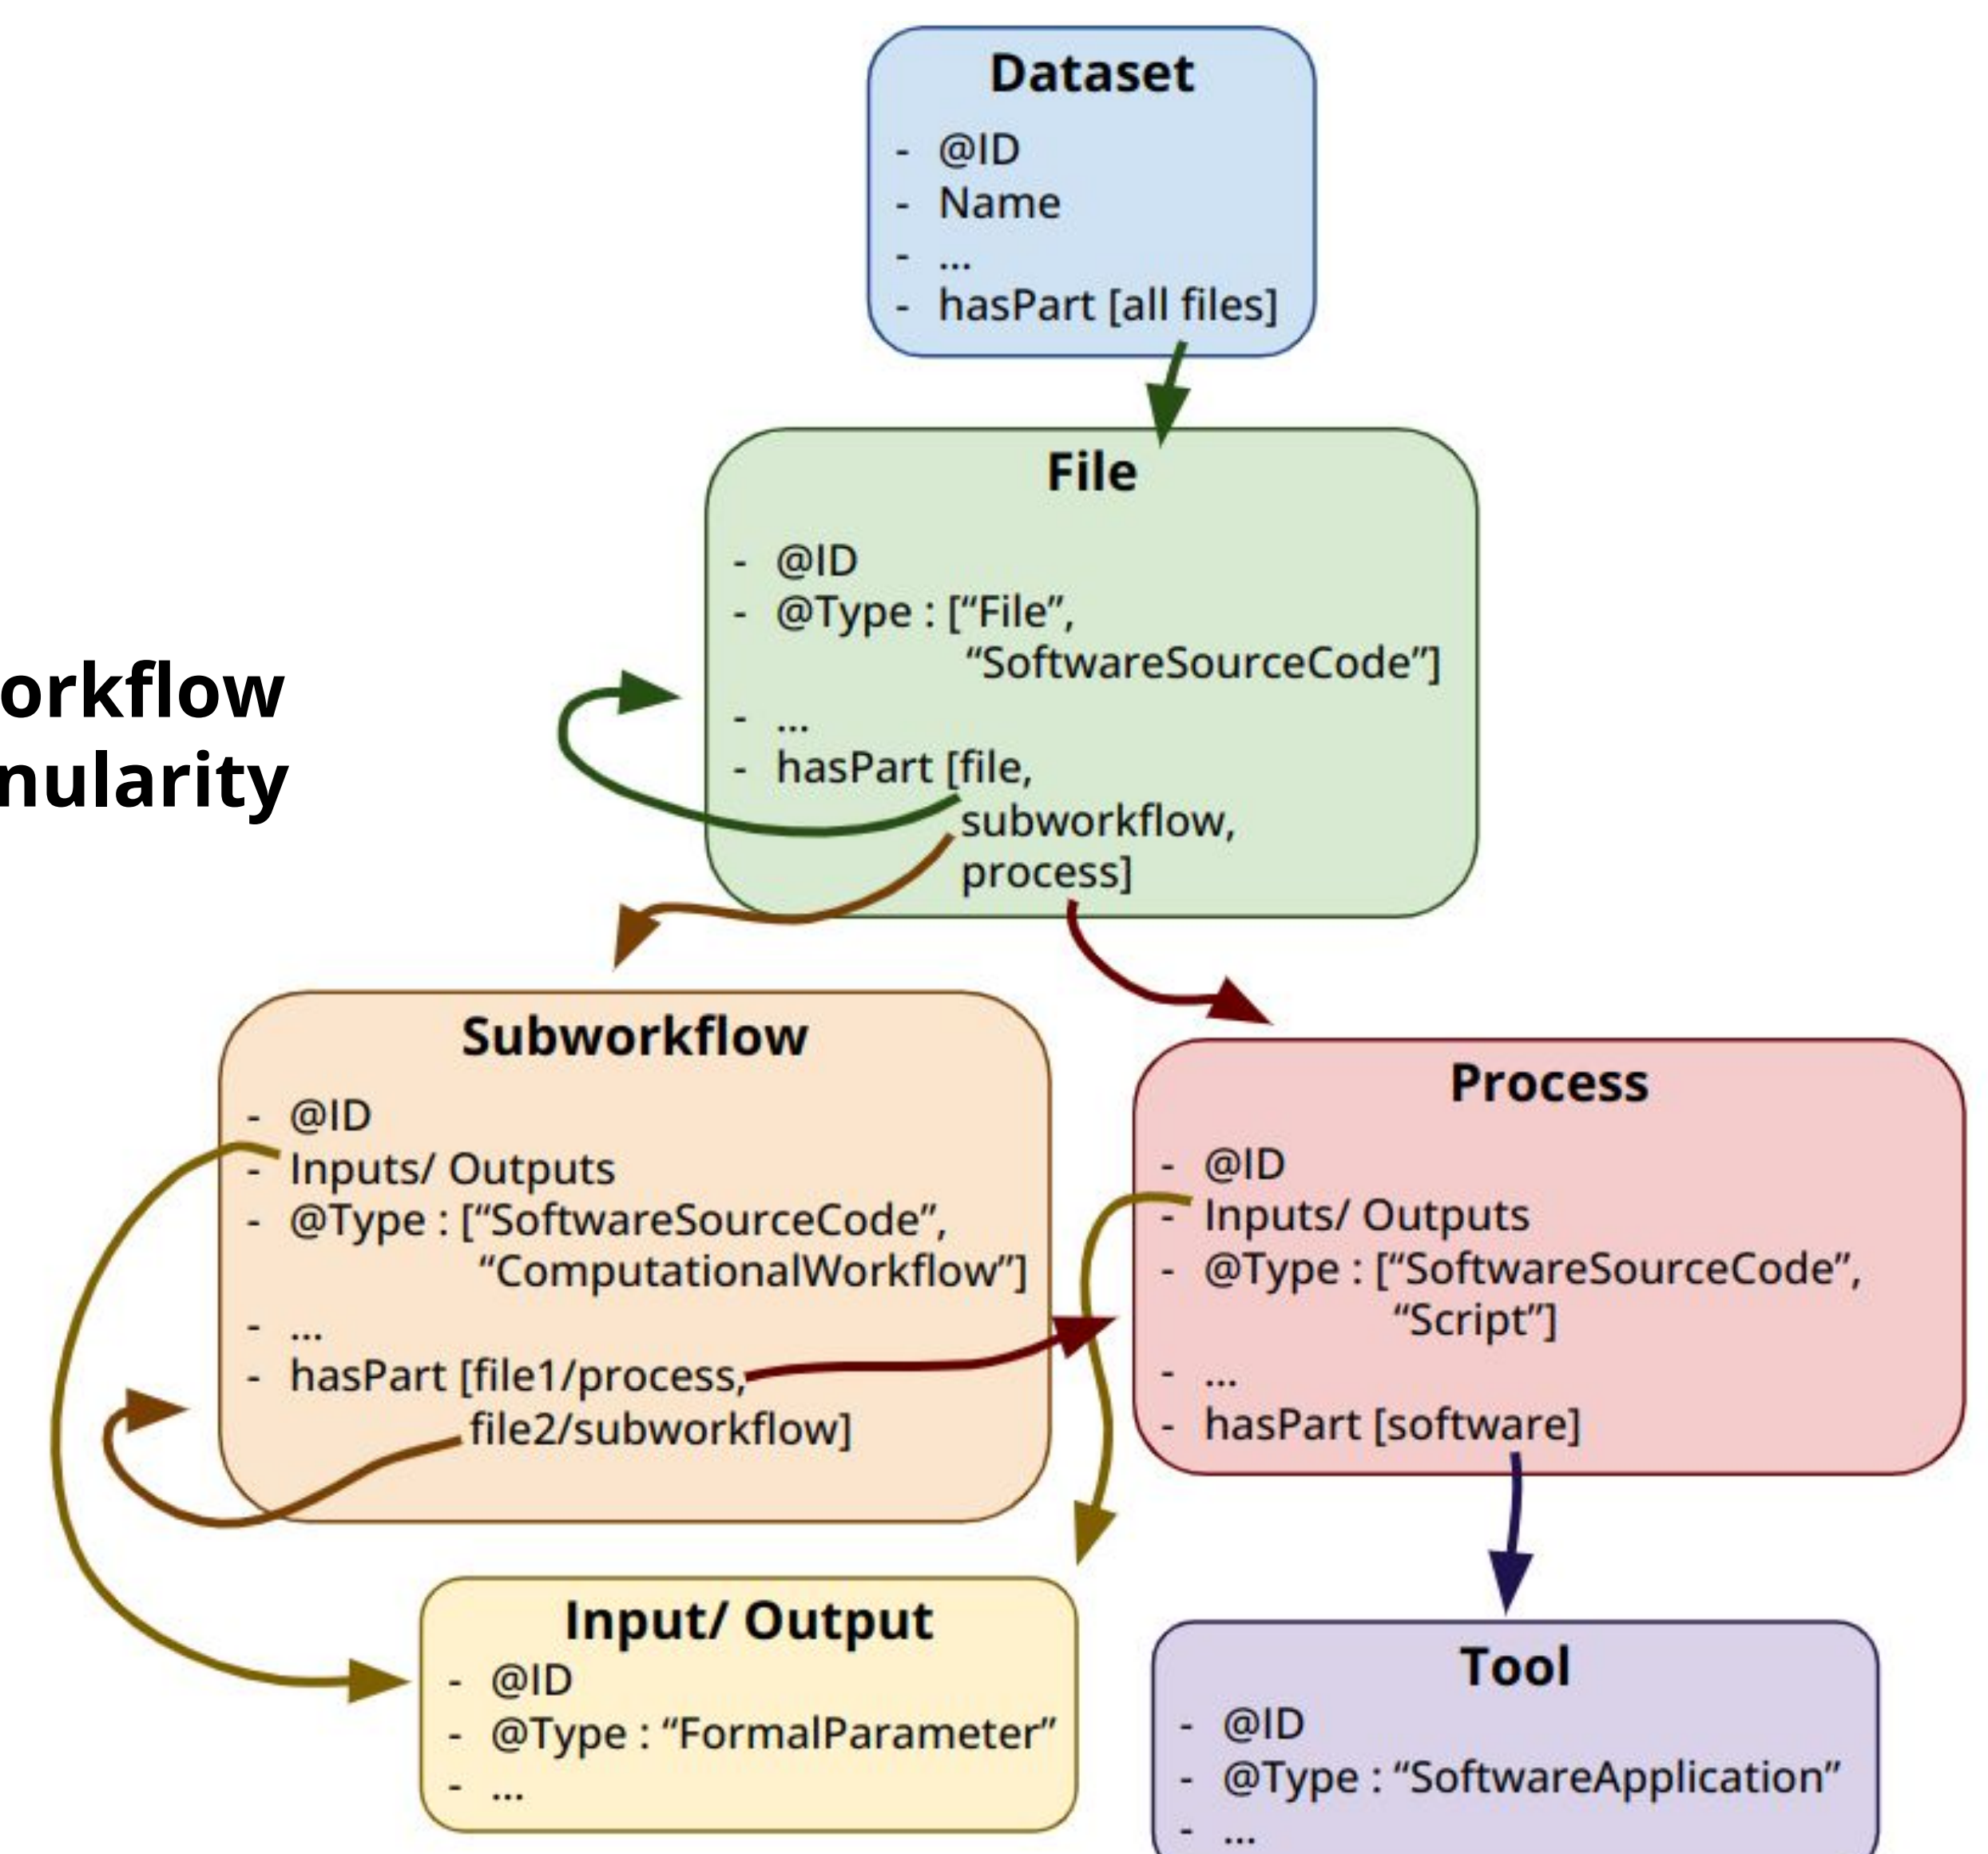 Dataset
- @ID
- Name
- ...
- hasPart [all files]
File
- @ID
- @Type : [“File”,
“SoftwareSourceCode”]
- ...
- hasPart [file,
subworkflow,
process]
orkflow
nularity
Subworkflow
- @ID
- Inputs/ Outputs
- @Type : [“SoftwareSourceCode”,
“ComputationalWorkflow”]
- ...
- hasPart [file1/process,
file2/subworkflow]
Process
- @ID
- Inputs/ Outputs
- @Type : [“SoftwareSourceCode”,
“Script”]
- ...
- hasPart [software]
Input/ Output
- @ID
- @Type : “FormalParameter”
- ...
Tool
- @ID
- @Type : “SoftwareApplication”
- ...